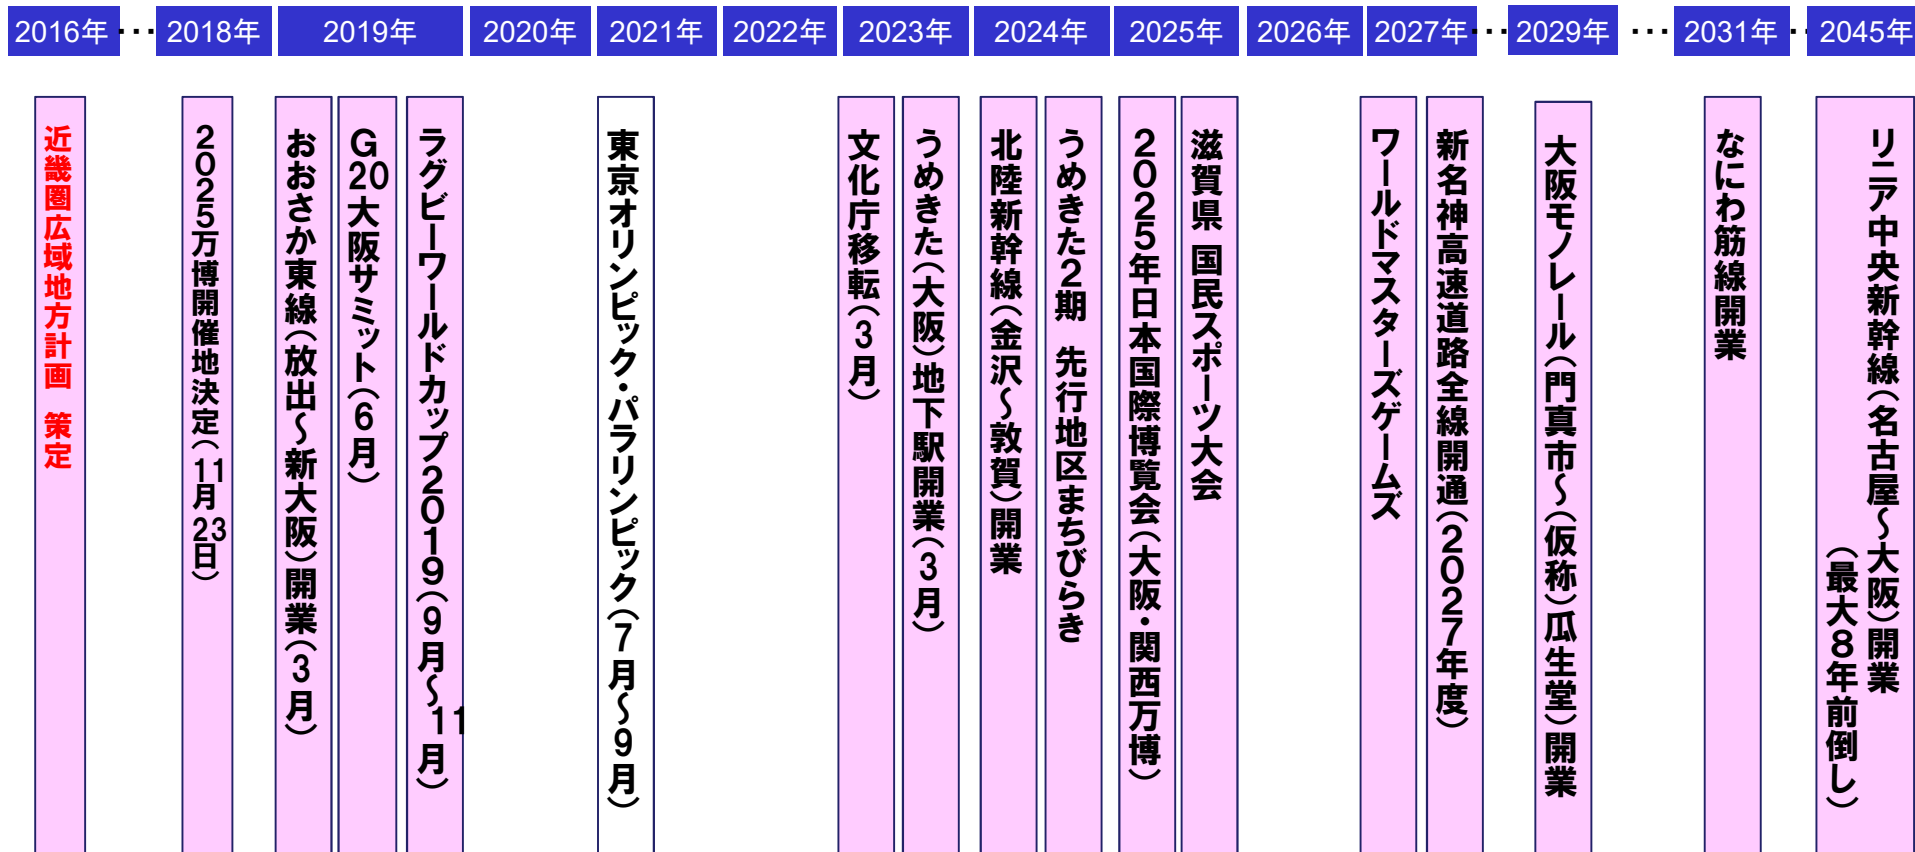 2016年 ・・・ 2018年 2019年 2020年 2021年 2022年 2023年 2024年 2025年 2026年 2027年 ・・・ 2029年 ・・・ 2031年 ・・ 2045年
近畿圏広域地方計画 策定
2025万博開催地決定(11月23日)
おおさか東線(放出～新大阪)開業(3月)
G20大阪サミット(6月)
ラグビーワールドカップ2019(9月～11月)
東京オリンピック・パラリンピック(7月～9月)
文化庁移転(3月)
うめきた(大阪)地下駅開業(3月)
北陸新幹線(金沢～敦賀)開業
うめきた2期 先行地区まちびらき
2025年日本国際博覧会(大阪・関西万博)
滋賀県 国民スポーツ大会
ワールドマスターズゲームズ
新名神高速道路全線開通(2027年度)
大阪モノレール(門真市～(仮称)瓜生堂)開業
なにわ筋線開業
リニア中央新幹線(名古屋～大阪)開業
(最大8年前倒し)